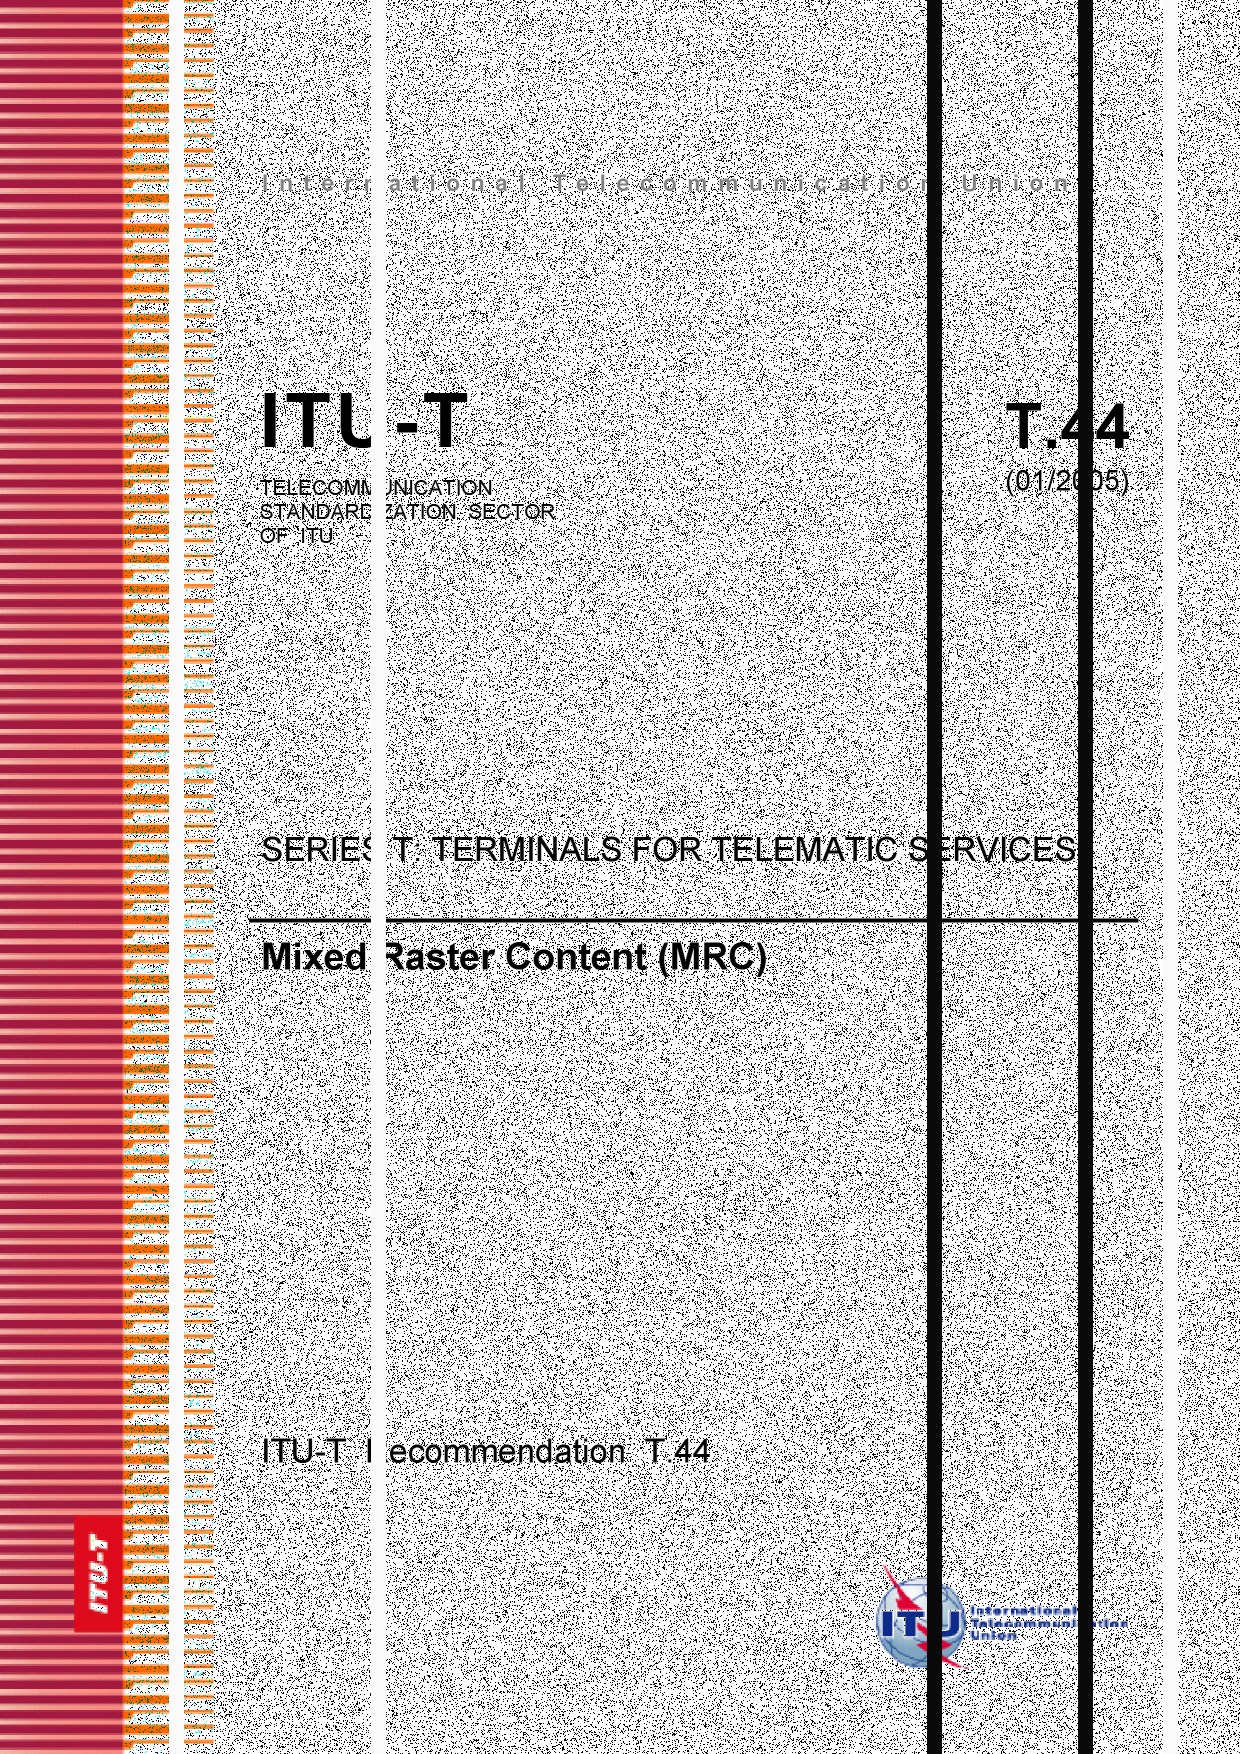 International Telecommunication Union
ITU-T
T.44
TELECOMMUNICATION
STANDARDIZATION SECTOR
OF ITU
(01/2005)
SERIES T: TERMINALS FOR TELEMATIC SERVICES
Mixed Raster Content (MRC)
ITU-T Recommendation T.44
ITU-T
ITU
International
Telecommunication
Union